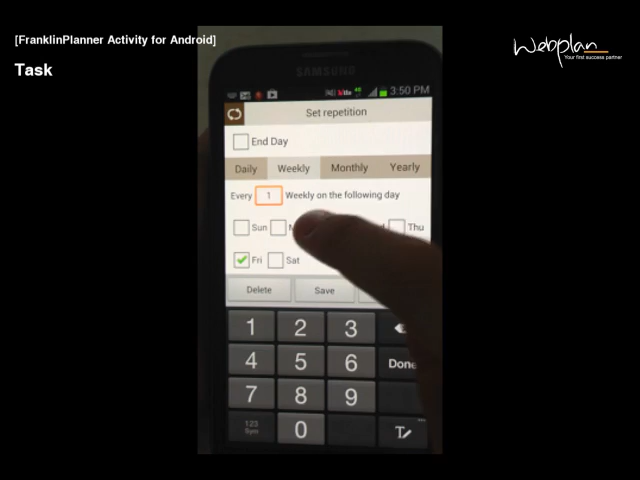 [FranklinPlanner Activity for Android]
Task
Webplan
Your first success partner
SAMSUNG
3:50 PM
Set repetition
End Day
Daily Weekly Monthly Yearly
Every 1 Weekly on the following day
Sun Thu
Fri Sat
Delete Save
1 2 3
4 5 6 Done
7 8 9
123
Sym
0 T